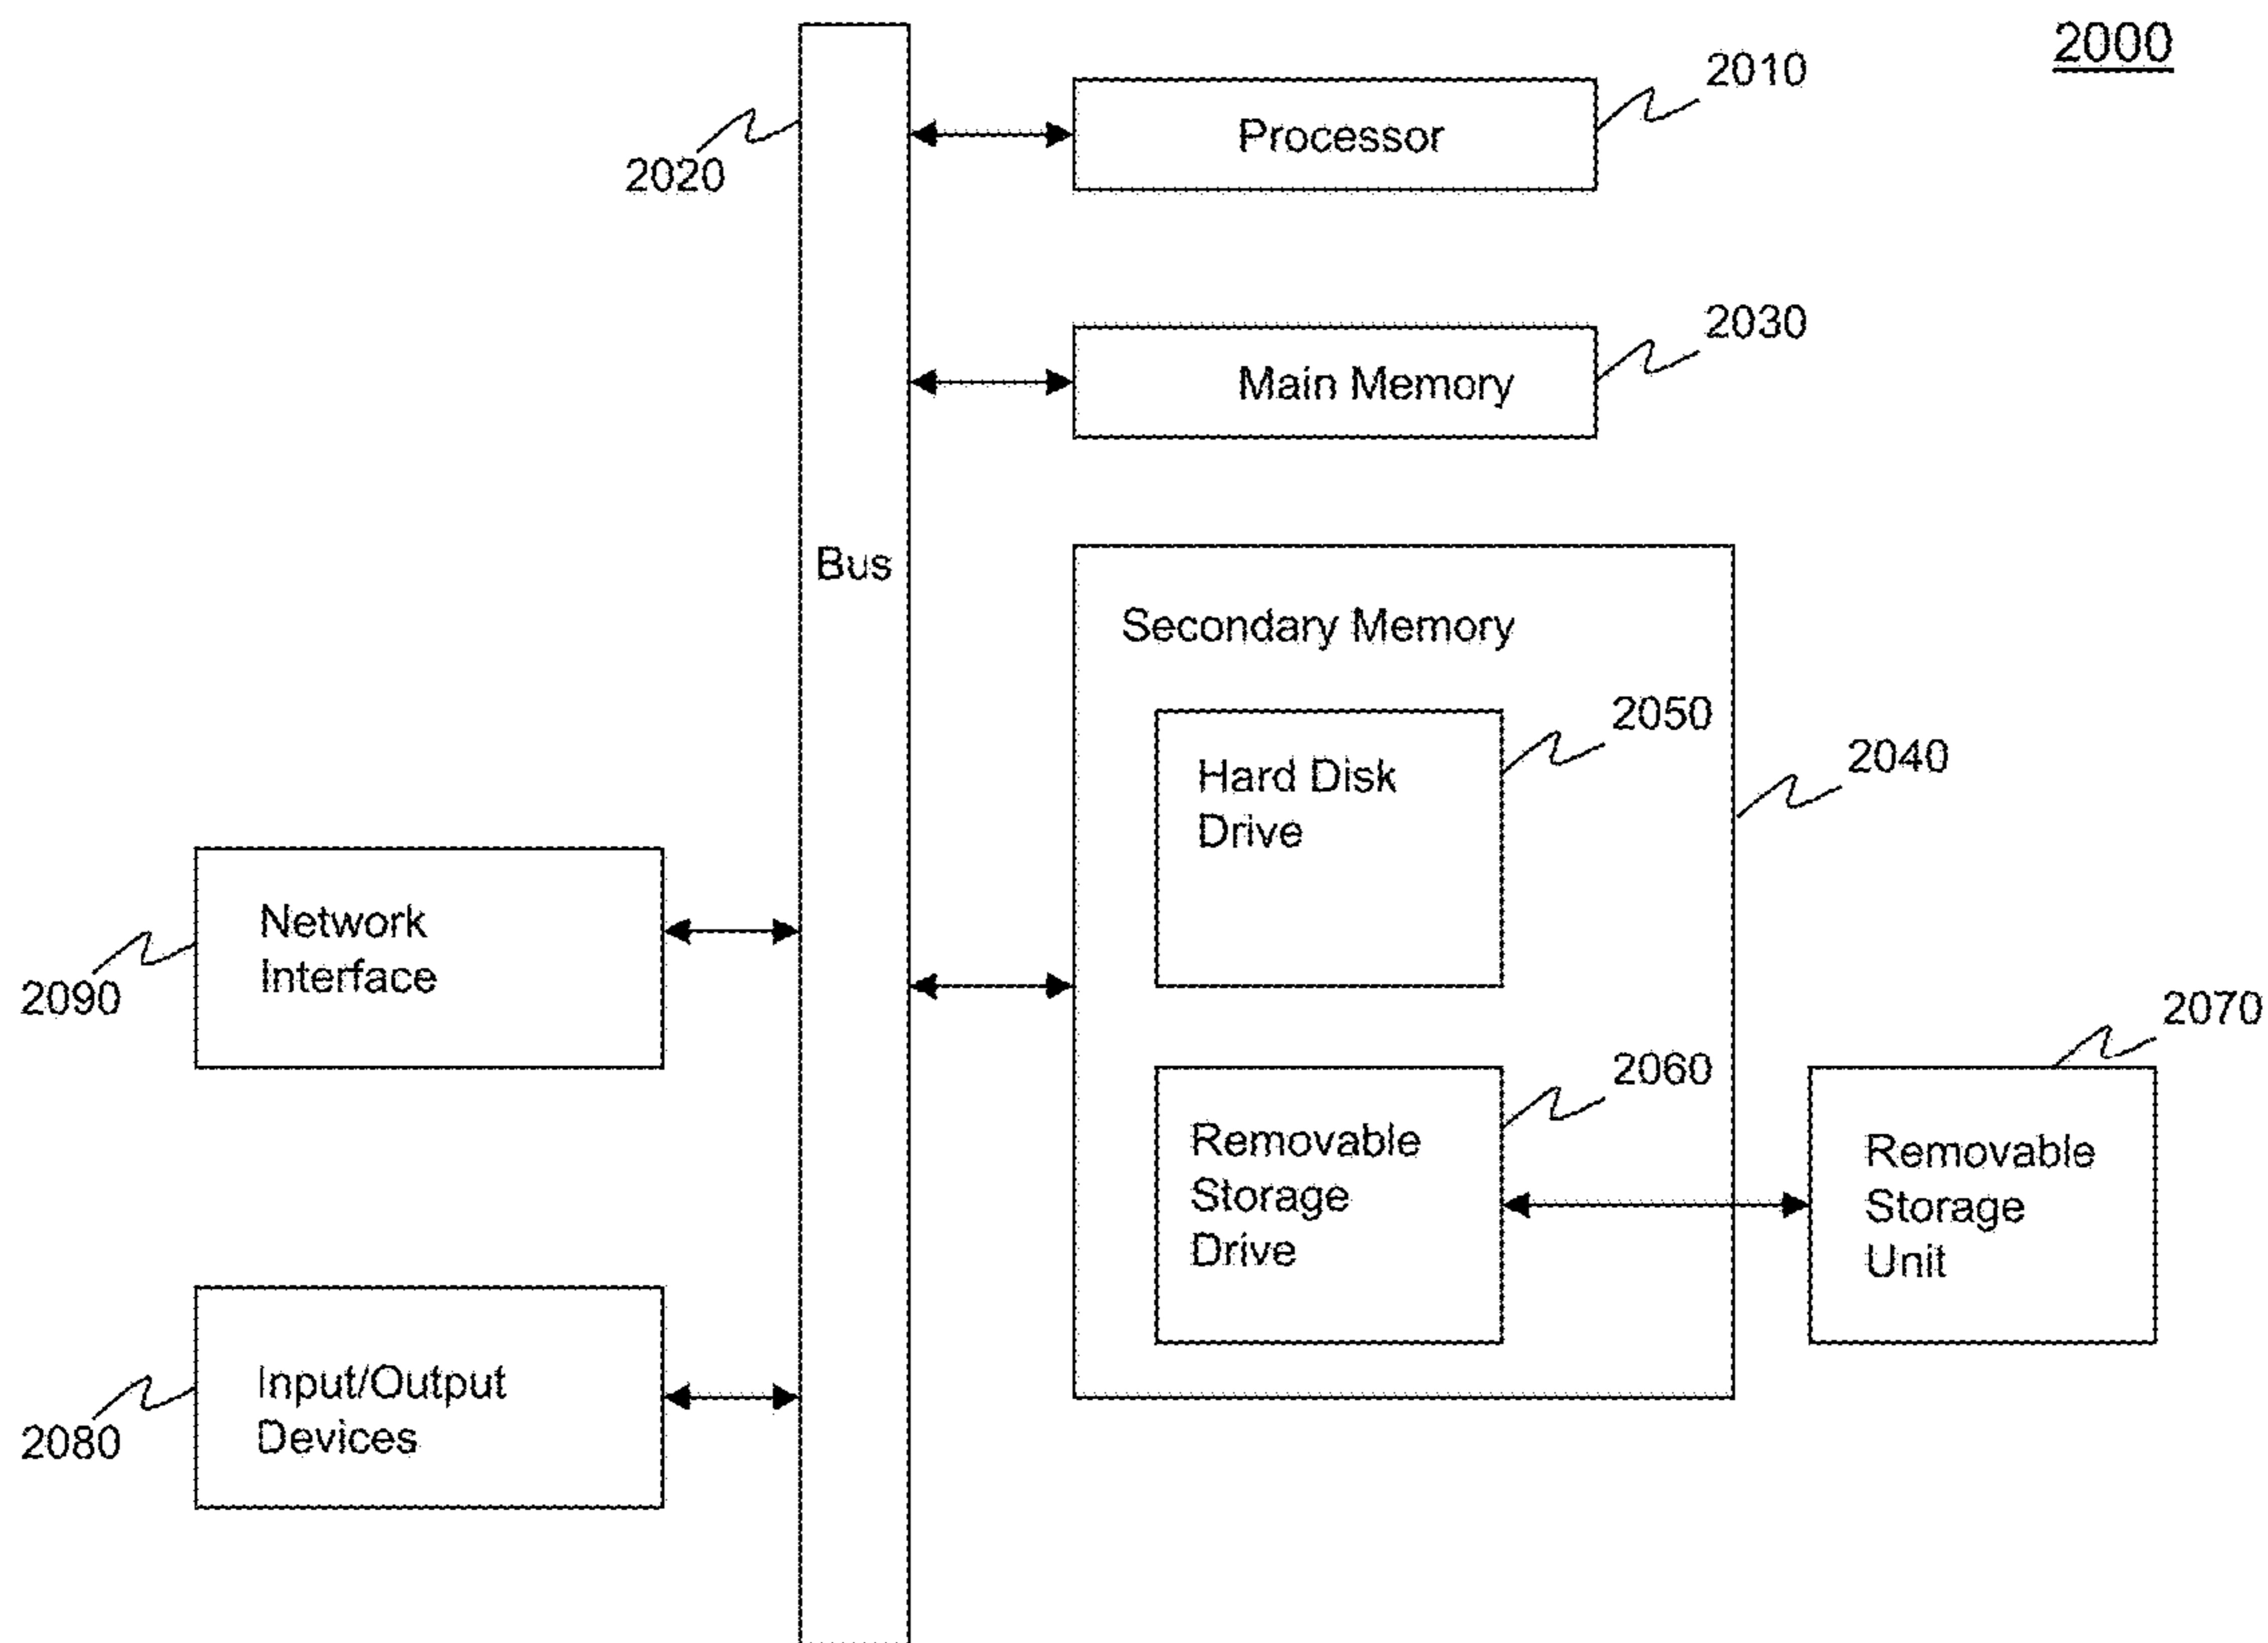 2000
2010
Processor
2020
2030
Main Memory
Bus
Secondary Memory
2050
Hard Disk
Drive
2040
Network
Interface
2090
2070
2060
Removable
Storage
Drive
Removable
Storage
Unit
Input/Output
Devices
2080